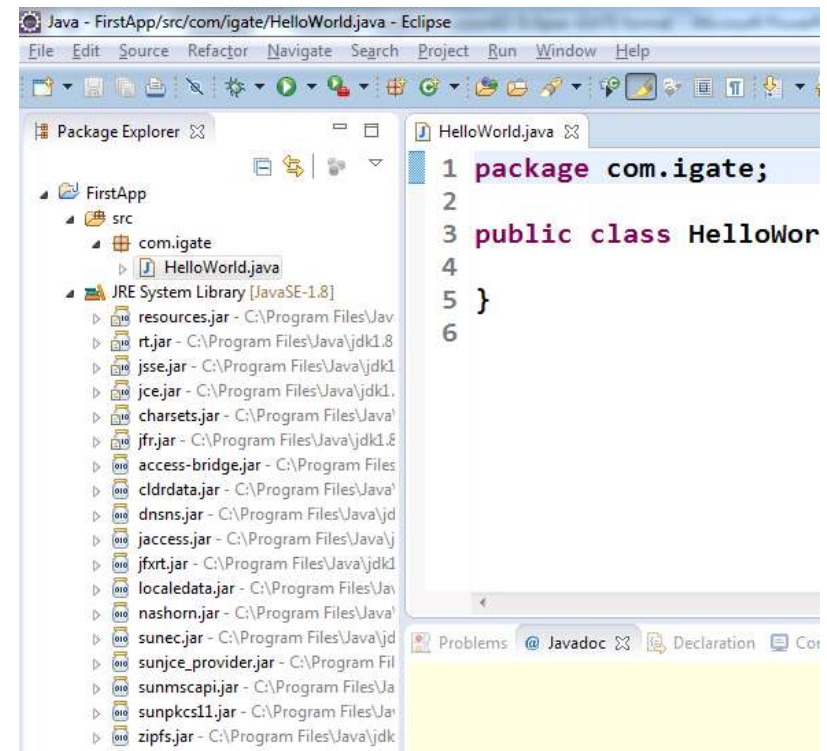 Java - FirstApp/src/com/igate/HelloWorld.java - Eclipse
File Edit Source Refactor Navigate Search Project Run Window Help
Package Explorer
FirstApp
src
com.igate
HelloWorld.java
JRE System Library [JavaSE-1.8]
resources.jar - C:\Program Files\Jav
rt.jar - C:\Program Files\Java\jdk1.8
jsse.jar - C:\Program Files\Java\jdk1
jce.jar - C:\Program Files\Java\jdk1.
charsets.jar - C:\Program Files\Java\
jfr.jar - C:\Program Files\Java\jdk1.8
access-bridge.jar - C:\Program Files
cldrdata.jar - C:\Program Files\Java\
dnsns.jar - C:\Program Files\Java\jd
jaccess.jar - C:\Program Files\Java\j
jfxrt.jar - C:\Program Files\Java\jdk1
localedata.jar - C:\Program Files\Jav
nashorn.jar - C:\Program Files\Java\
sunec.jar - C:\Program Files\Java\jd
sunjce_provider.jar - C:\Program Fil
sunmscapi.jar - C:\Program Files\Ja
sunpkcs11.jar - C:\Program Files\Jav
zipfs.jar - C:\Program Files\Java\jdk
HelloWorld.java
1 package com.igate;
2
3 public class HelloWor
4
5 }
6
Problems @ Javadoc Declaration Con